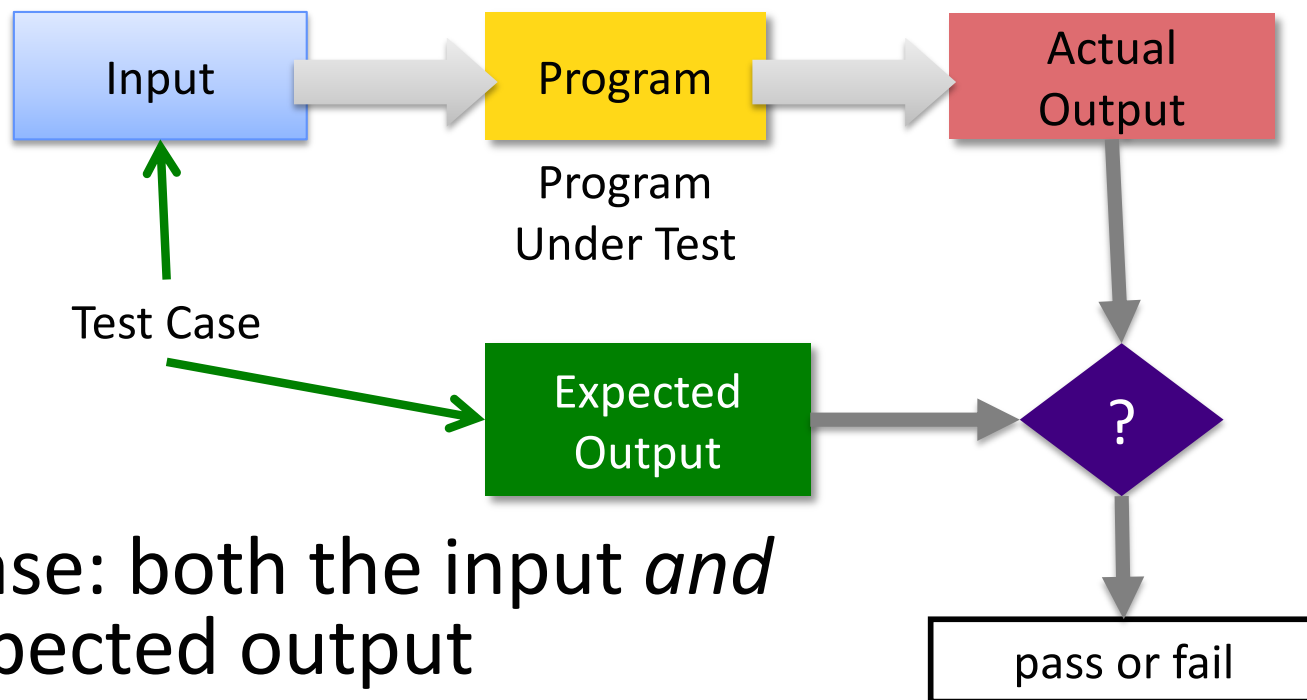 Input
Program
Actual
Output
Program
Under Test
Test Case
Expected
Output
?
ase: both the input and
pected output
pass or fail